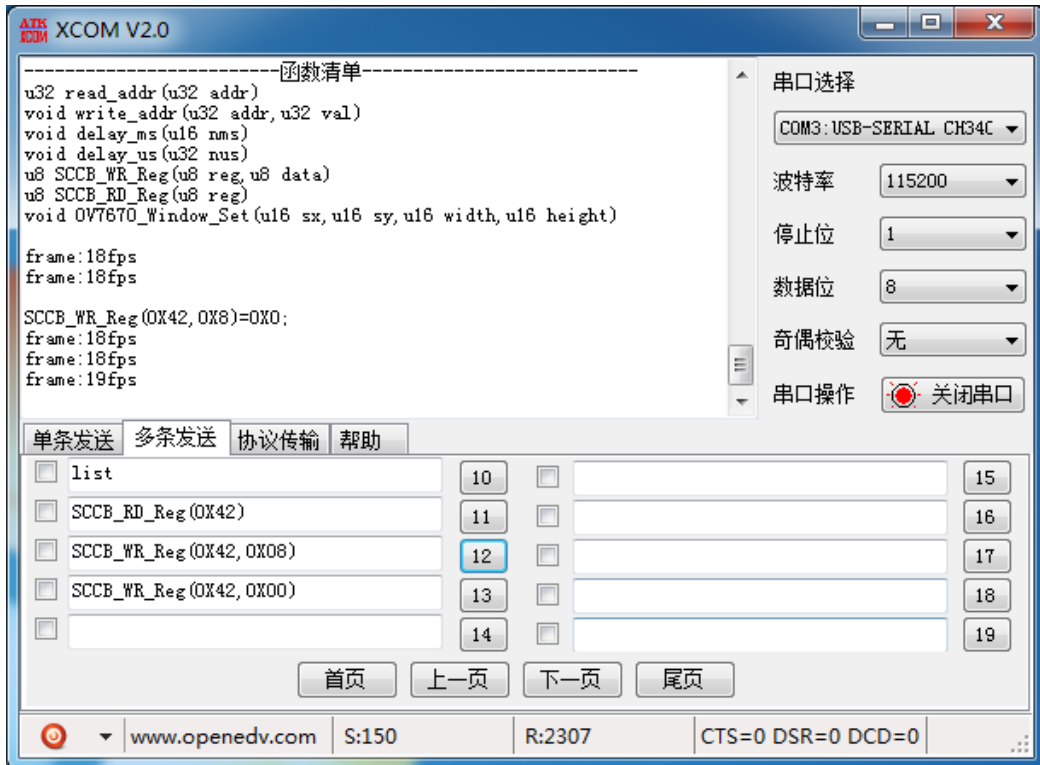 ATK XCOM XCOM V2.0
-------------------------函数清单---------------------------
u32 read_addr(u32 addr)
void write_addr(u32 addr,u32 val)
void delay_ms(u16 nms)
void delay_us(u32 nus)
u8 SCCB_WR_Reg(u8 reg,u8 data)
u8 SCCB_RD_Reg(u8 reg)
void OV7670_Window_Set(u16 sx,u16 sy,u16 width,u16 height)
frame:18fps
frame:18fps
SCCB_WR_Reg(0X42,0X8)=0X0;
frame:18fps
frame:18fps
frame:19fps
串口选择
COM3:USB-SERIAL CH34C
波特率 115200
停止位 1
数据位 8
奇偶校验 无
串口操作 关闭串口
单条发送 多条发送 协议传输 帮助
list 10 15
SCCB_RD_Reg(0X42) 11 16
SCCB_WR_Reg(0X42,0X08) 12 17
SCCB_WR_Reg(0X42,0X00) 13 18
14 19
首页 上一页 下一页 尾页
www.openedv.com S:150 R:2307 CTS=0 DSR=0 DCD=0